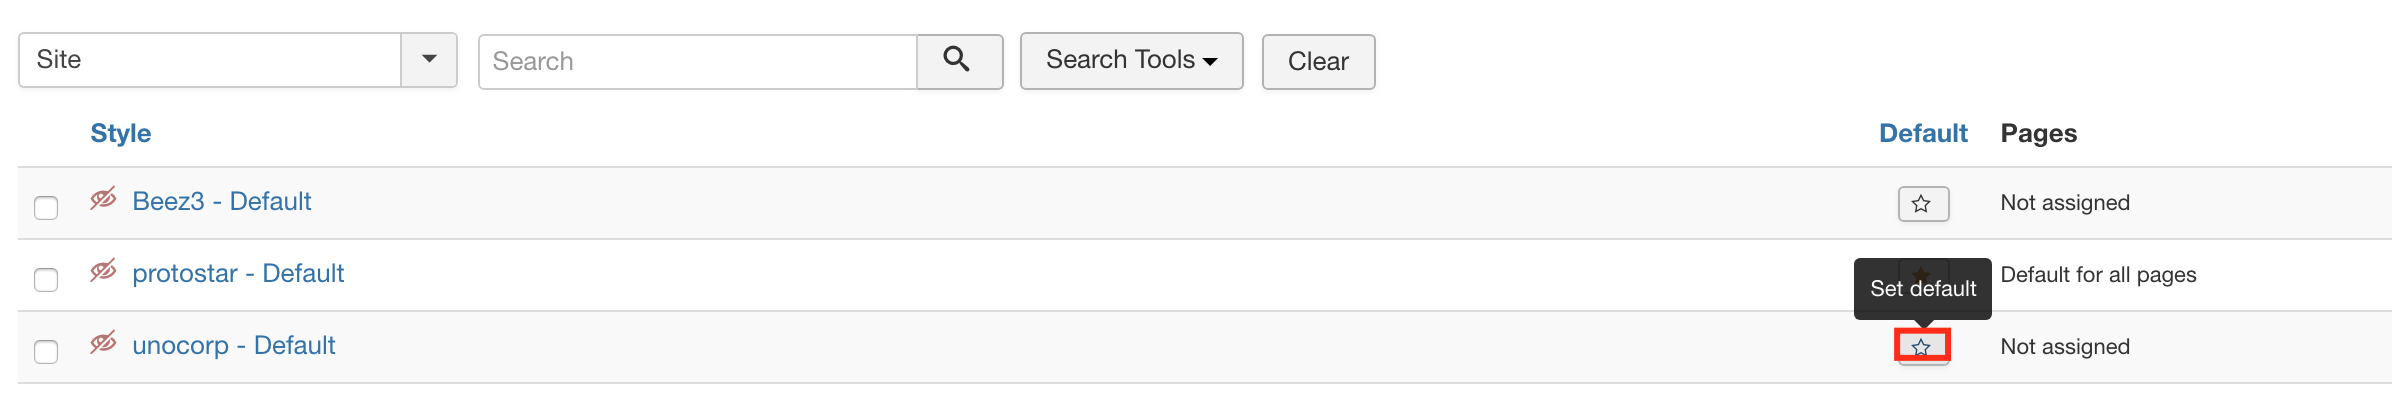 Site Search Search Tools Clear
Style Default Pages
Beez3 - Default Not assigned
protostar - Default Default for all pages
Set default
unocorp - Default Not assigned